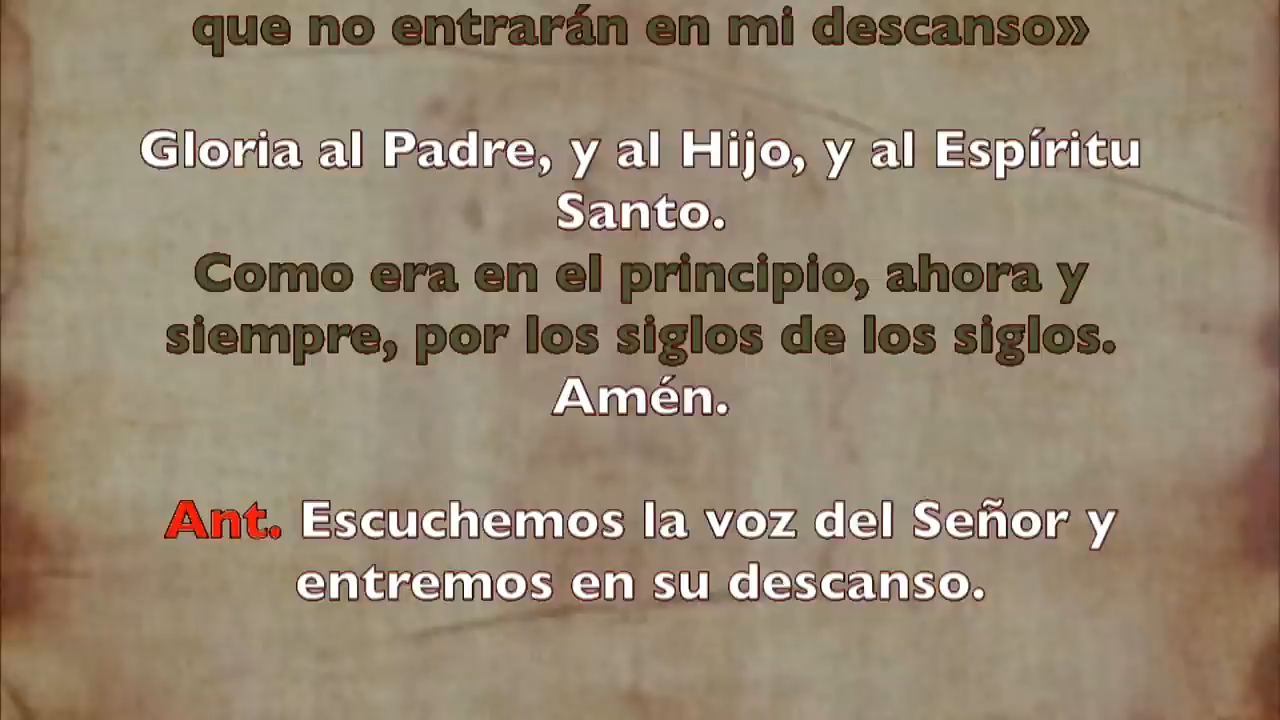 que no entrarán en mi descanso»
Gloria al Padre, y al Hijo, y al Espíritu
Santo.
Como era en el principio, ahora y
siempre, por los siglos de los siglos.
Amén.
Ant. Escuchemos la voz del Señor y
entremos en su descanso.